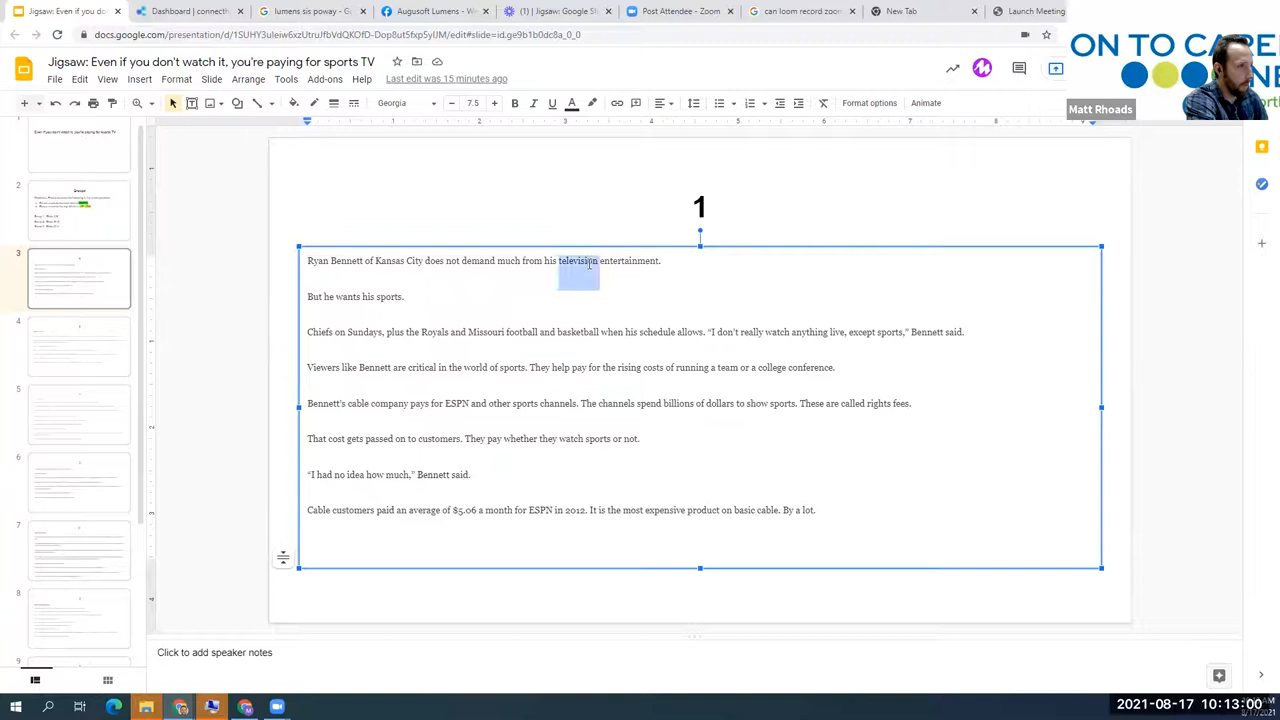 Jigsaw: Even if you do
Dashboard | connecth
lumens sis poway - G
Augusoft Lumens - W
Jigsaw: Google Sli
Post Attendee - Zoom
can loom record zoom
New Tab
Launch Meeting
docs.google.com/presentation/d/1SUHY3uleiw6xzUtruJfbVdQKOfD-Dop8ut5fxp5yIJM/edit#slide=id.ge9b1b0dc8a_0_0
ON TO CAREER
Jigsaw: Even if you don't watch it, you're paying for sports TV
File Edit View Insert Format Slide Arrange Tools Add-ons Help Last edit was 15 minutes ago
Georgia
7.5
Format options
Animate
Matt Rhoads
1
Ryan Bennett of Kansas City does not demand much from his television entertainment.
But he wants his sports.
Chiefs on Sundays, plus the Royals and Missouri football and basketball when his schedule allows. “I don't really watch anything live, except sports,” Bennett said.
Viewers like Bennett are critical in the world of sports. They help pay for the rising costs of running a team or a college conference.
Bennett's cable company pays for ESPN and other sports channels. The channels spend billions of dollars to show sports. These are called rights fees.
That cost gets passed on to customers. They pay whether they watch sports or not.
“I had no idea how much,” Bennett said.
Cable customers paid an average of $5.06 a month for ESPN in 2012. It is the most expensive product on basic cable. By a lot.
2
3
4
5
6
7
8
9
Click to add speaker notes
2021-08-17 10:13:00